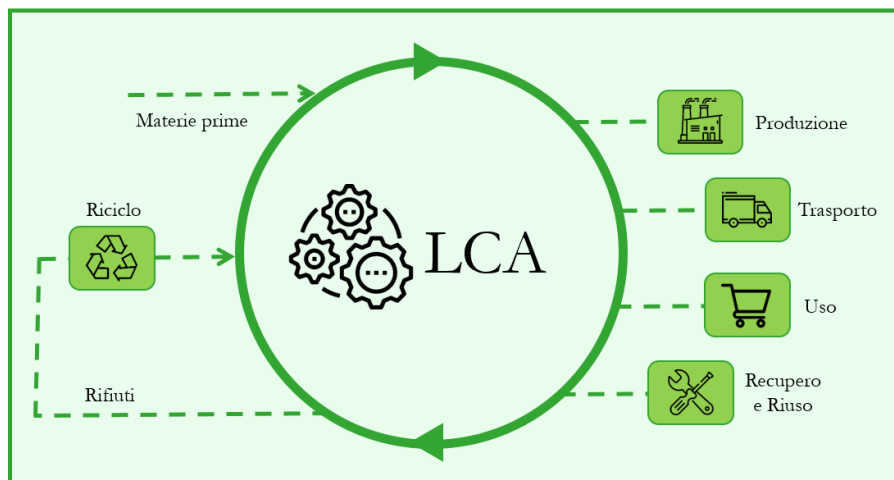 Materie prime
Produzione
Riciclo
Trasporto
LCA
Uso
Rifiuti
Recupero
e Riuso